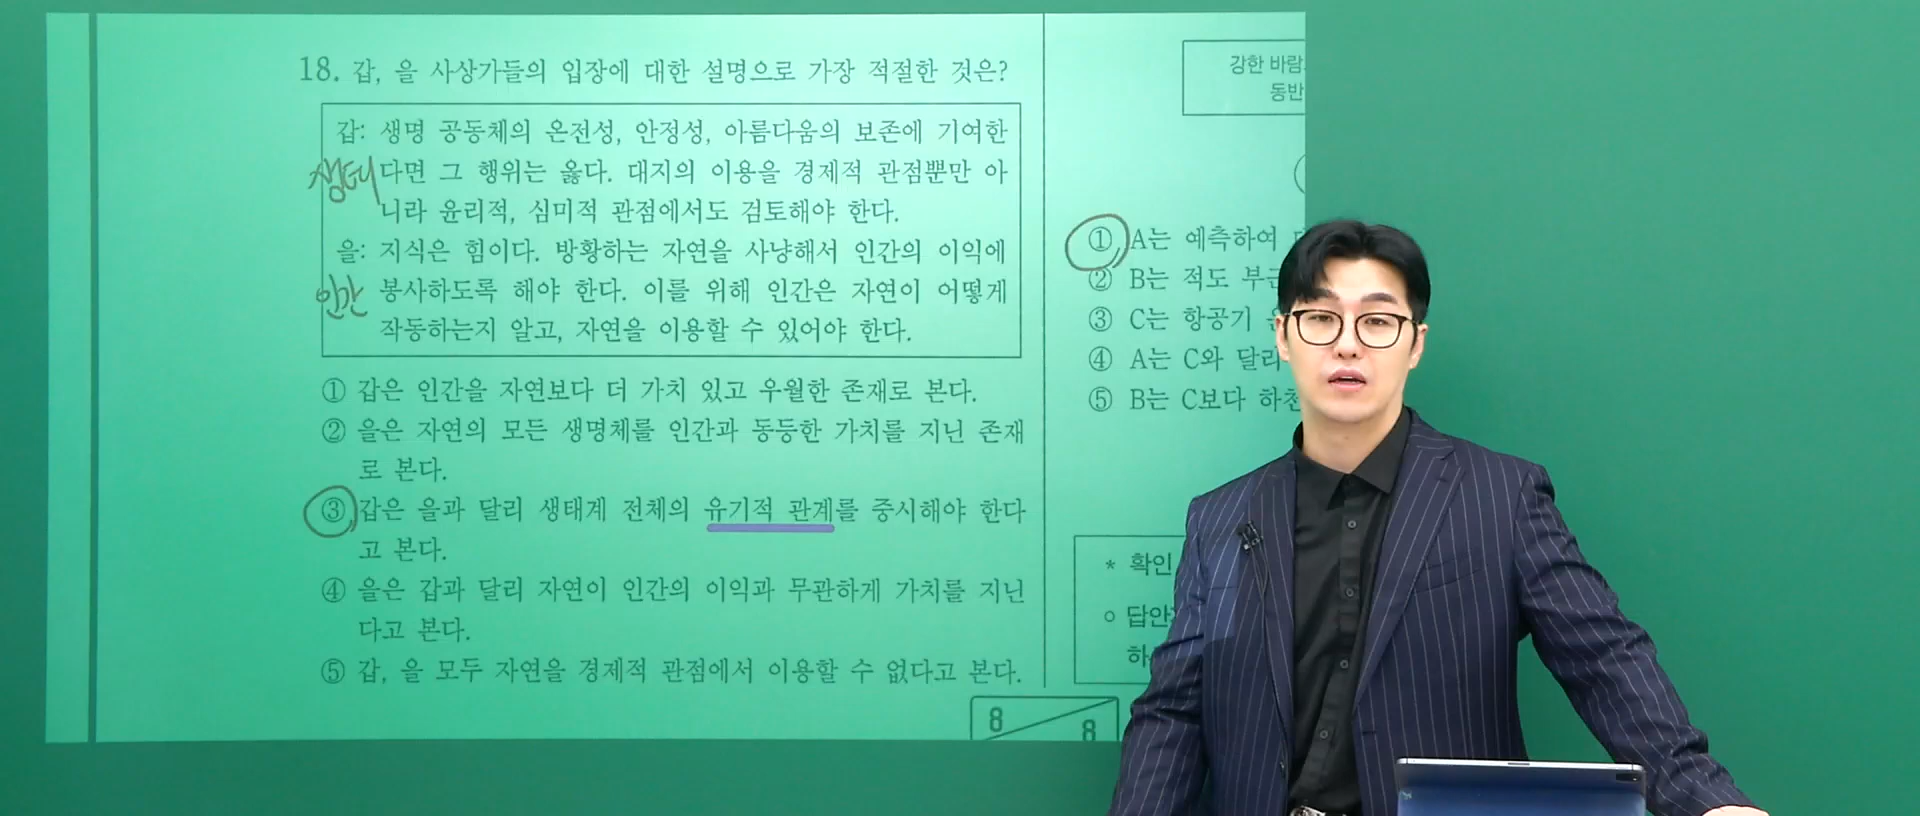 18. 갑, 을 사상가들의 입장에 대한 설명으로 가장 적절한 것은?
갑: 생명 공동체의 온전성, 안정성, 아름다움의 보존에 기여한
다면 그 행위는 옳다. 대지의 이용을 경제적 관점뿐만 아
니라 윤리적, 심미적 관점에서도 검토해야 한다.
생태
을: 지식은 힘이다. 방황하는 자연을 사냥해서 인간의 이익에
봉사하도록 해야 한다. 이를 위해 인간은 자연이 어떻게
작동하는지 알고, 자연을 이용할 수 있어야 한다.
인간
① 갑은 인간을 자연보다 더 가치 있고 우월한 존재로 본다.
② 을은 자연의 모든 생명체를 인간과 동등한 가치를 지닌 존재
로 본다.
③ 갑은 을과 달리 생태계 전체의 유기적 관계를 중시해야 한다
고 본다.
④ 을은 갑과 달리 자연이 인간의 이익과 무관하게 가치를 지닌
다고 본다.
⑤ 갑, 을 모두 자연을 경제적 관점에서 이용할 수 없다고 본다.
8
8
강한 바람
동반
① A는 예측하여
② B는 적도 부근
③ C는 항공기
④ A는 C와 달리
⑤ B는 C보다 하천
* 확인
○ 답안
하